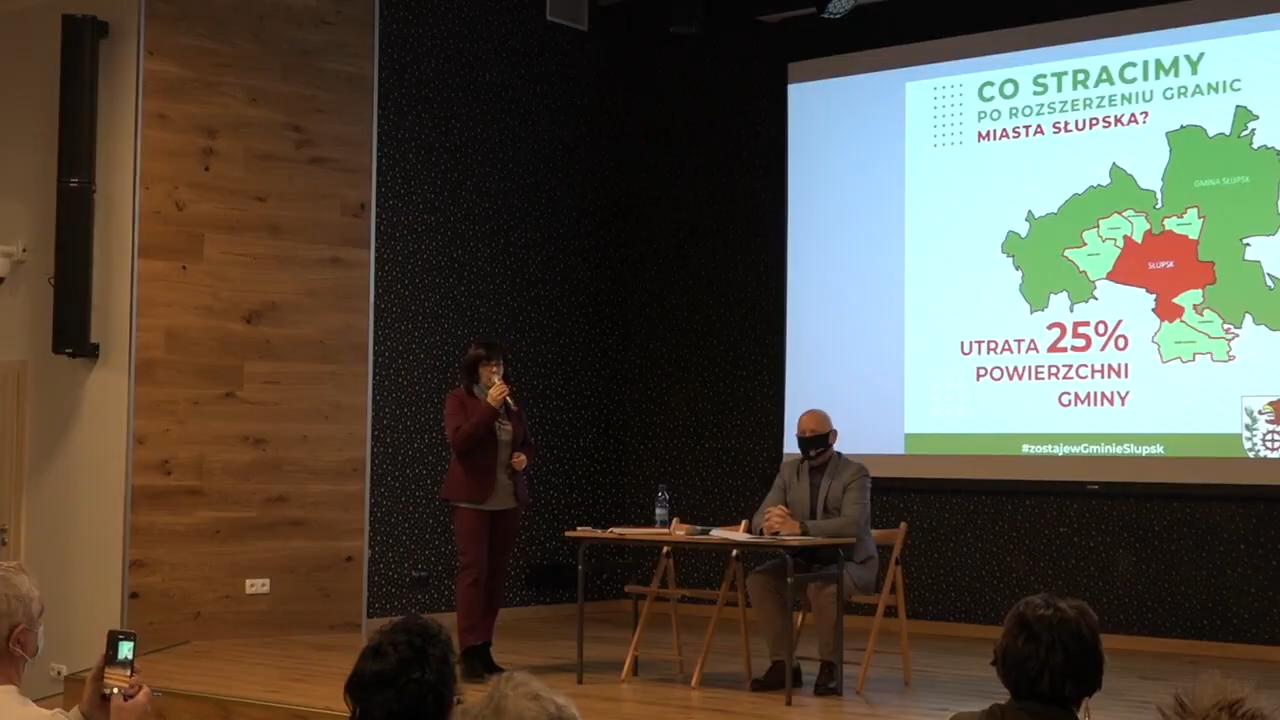 CO STRACIMY
PO ROZSZERZENIU GRANIC
MIASTA SŁUPSKA?
GMINA SŁUPSK
SŁUPSK
UTRATA 25%
POWIERZCHNI
GMINY
#zostajewGminieSłupsk